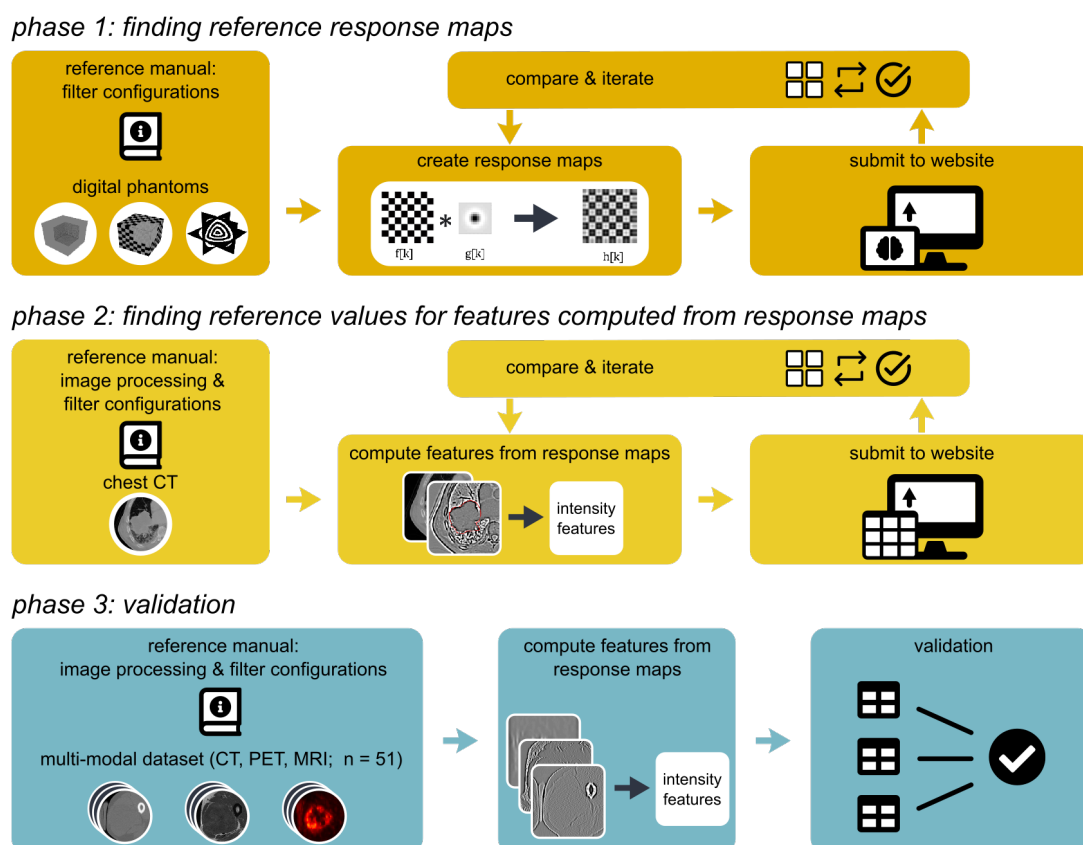 phase 1: finding reference response maps
reference manual:
filter configurations
digital phantoms
compare & iterate
create response maps
f[k]
*
g[k]
h[k]
submit to website
phase 2: finding reference values for features computed from response maps
reference manual:
image processing &
filter configurations
chest CT
compare & iterate
compute features from response maps
intensity
features
submit to website
phase 3: validation
reference manual:
image processing & filter configurations
multi-modal dataset (CT, PET, MRI; n = 51)
compute features from
response maps
intensity
features
validation